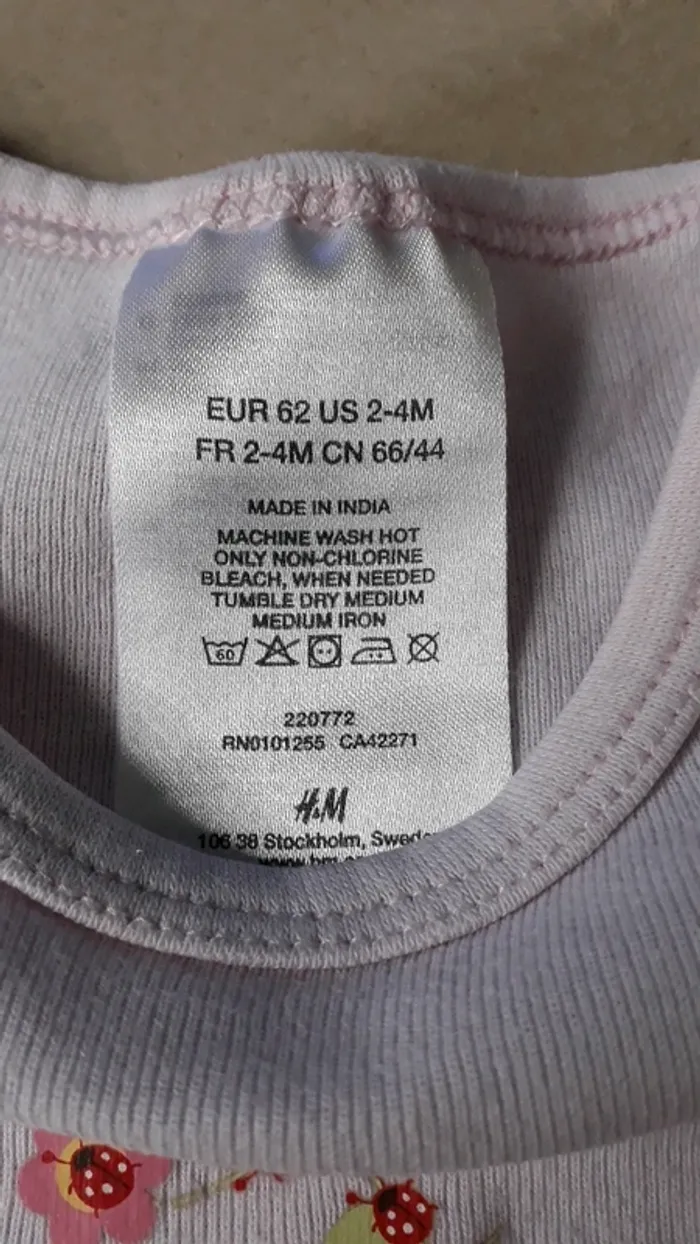 EUR 62 US 2-4M
FR 2-4M CN 66/44
MADE IN INDIA
MACHINE WASH HOT
ONLY NON-CHLORINE
BLEACH, WHEN NEEDED
TUMBLE DRY MEDIUM
MEDIUM IRON
60
220772
RN0101255 CA42271
H&M
106 38 Stockholm,